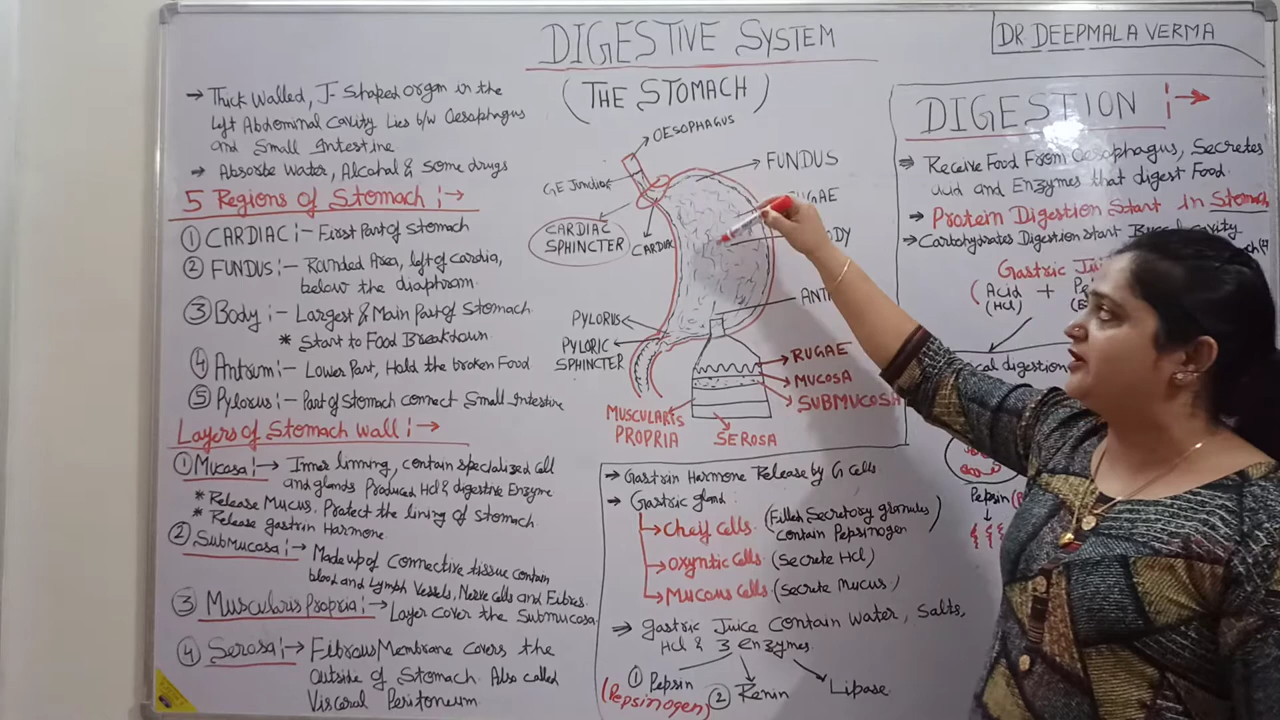 DIGESTIVE SYSTEM
(THE STOMACH)
DR DEEPMALA VERMA
→ Thick Walled, J-Shaped organ in the
left Abdominal Cavity Lies b/w Oesophagus
and Small Intestine
→ Absorbe Water, Alcohal & Some drugs
5 Regions of Stomach :→
① CARDIAC :- First Part of Stomach
② FUNDUS :- Rounded Area, left of cardia,
below the diaphram.
③ Body :- Largest & Main Part of Stomach
* Start to Food Breakdown.
④ Antrum :- Lower Part, Hold the broken Food
⑤ Pylorus :- Part of Stomach connect Small Intestine
Layers of Stomach Wall :→
① Mucosa :→ Inner linning, contain specialized cell
and glands Produced Hcl & digestive Enzyme
* Release Mucus. Protect the lining of Stomach
* Release gastrin Harmone
② Submucosa :→ Made up of Connective tissue contain
blood and Lymph Vessels, Nerve cells and Fibres.
③ Muscularis Propria :→ Layer cover the Submucosa
④ Serosa :→ Fibrous Membrane covers the
Outside of Stomach. Also called
Visceral Peritoneum.
OESOPHAGUS
FUNDUS
GE Junction
CARDIAC
SPHINCTER
CARDIAC
PYLORUS
PYLORIC
SPHINCTER
RUGAE
MUCOSA
SUBMUCOSA
MUSCULARIS
PROPRIA
SEROSA
→ Gastrin Harmone Release by G Cells
→ Gastric gland :
→ Cheif Cells (Filled Secretory granules
contain Pepsinogen)
→ Oxyntic Cells (Secrete Hcl)
→ Mucous Cells (Secrete Mucus)
⇒ Gastric Juice Contain Water, Salts,
Hcl & 3 enzymes.
① Pepsin
(Pepsinogen)
② Renin
Lipase
DIGESTION :→
⇒ Receive Food From Oesophagus, Secretes
acid and Enzymes that digest Food.
→ Protein Digestion Start In Stomach
→ Carbohydrates Digestion Start
Gastric
(Acid +
(Hcl)
digestion
Pepsin